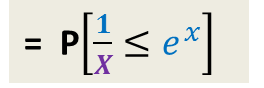 = P[1/X ≤ e^x]